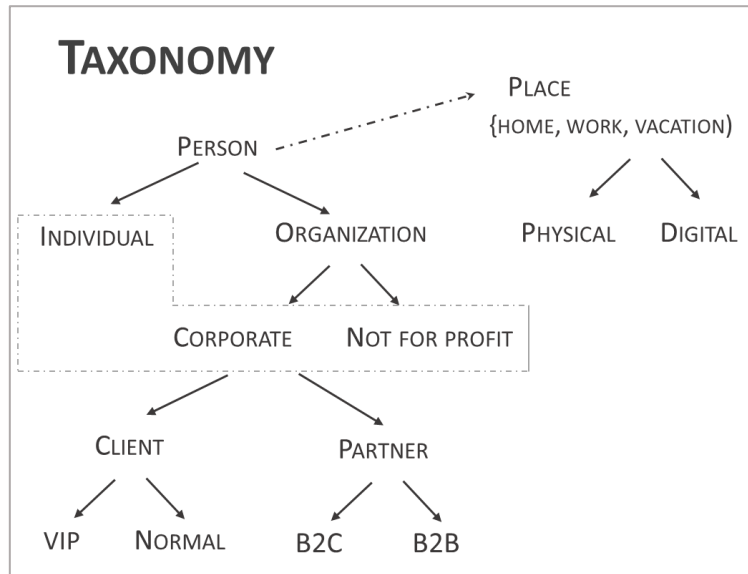 TAXONOMY
PLACE
{HOME, WORK, VACATION)
PERSON
INDIVIDUAL
ORGANIZATION
PHYSICAL
DIGITAL
CORPORATE
NOT FOR PROFIT
CLIENT
PARTNER
VIP
NORMAL
B2C
B2B